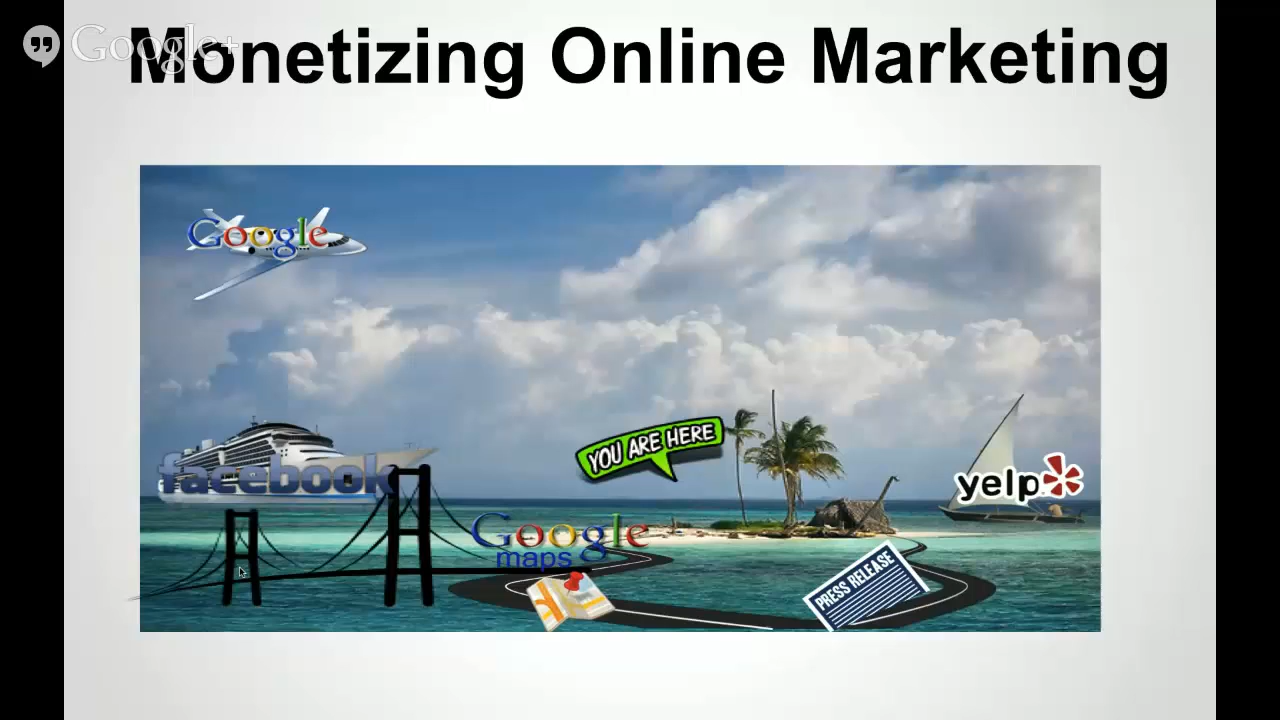 Google+
Monetizing Online Marketing
Google
YOU ARE HERE
facebook
yelp
Google
maps
PRESS RELEASE